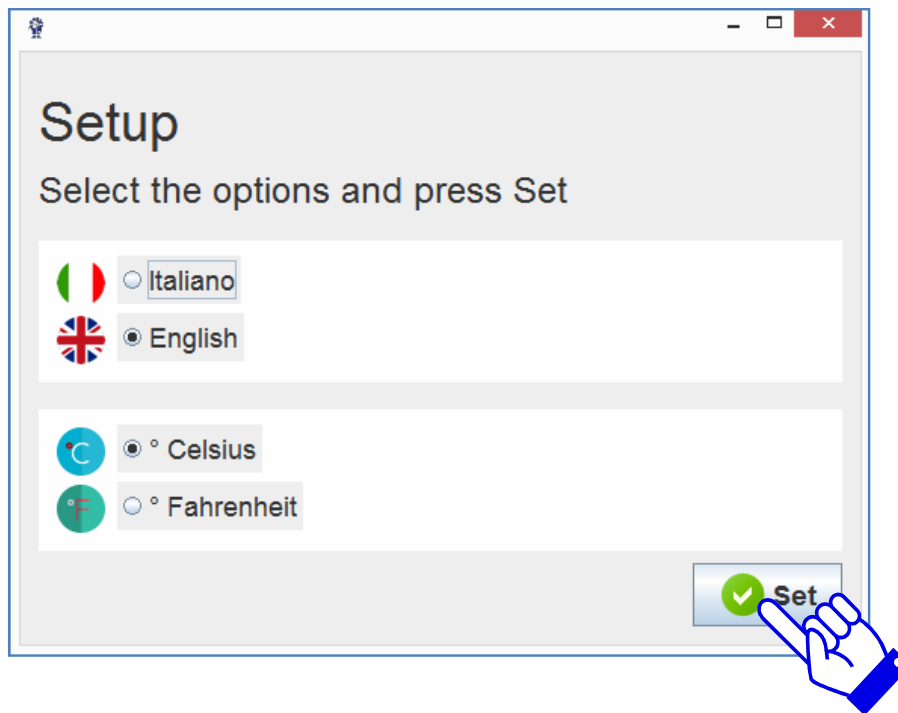 Setup
Select the options and press Set
Italiano
English
°C
° Celsius
°F
° Fahrenheit
Set